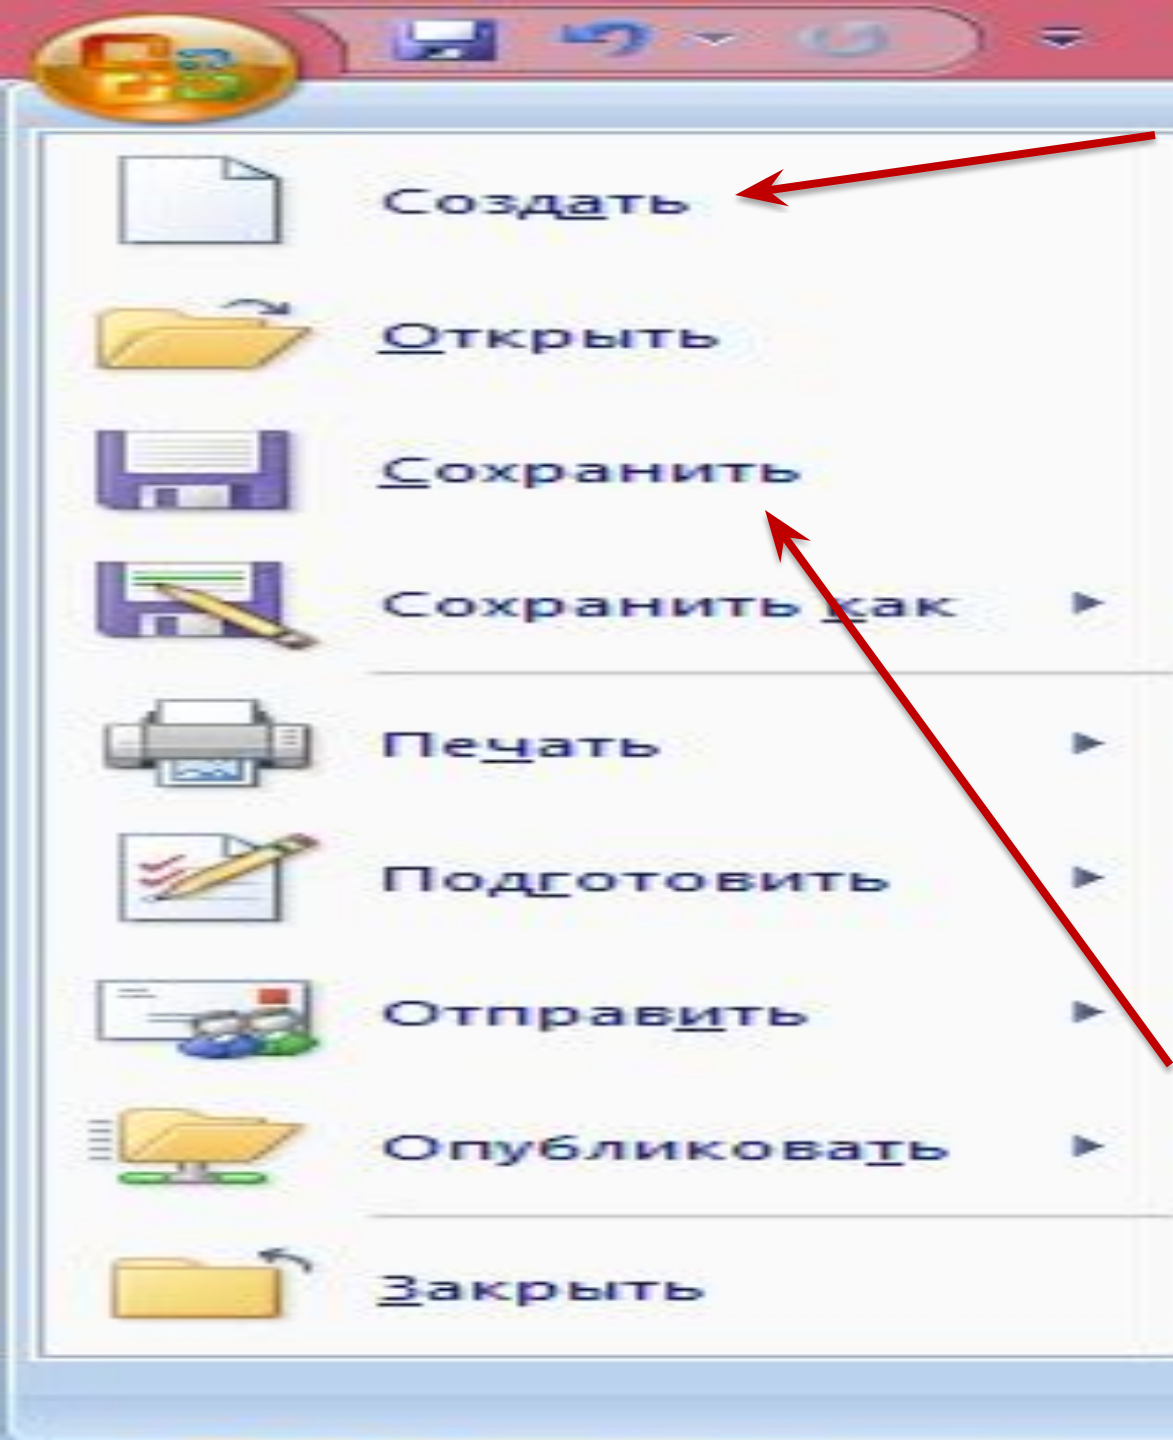 Создать
Открыть
Сохранить
Сохранить как
Печать
Подготовить
Отправить
Опубликовать
Закрыть